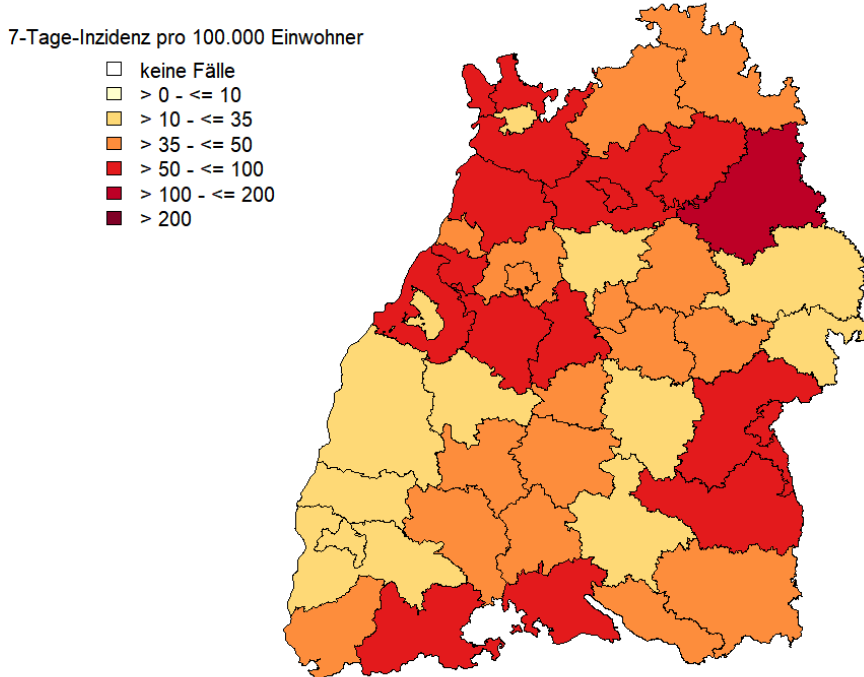 7-Tage-Inzidenz pro 100.000 Einwohner
keine Fälle
> 0 - <= 10
> 10 - <= 35
> 35 - <= 50
> 50 - <= 100
> 100 - <= 200
> 200